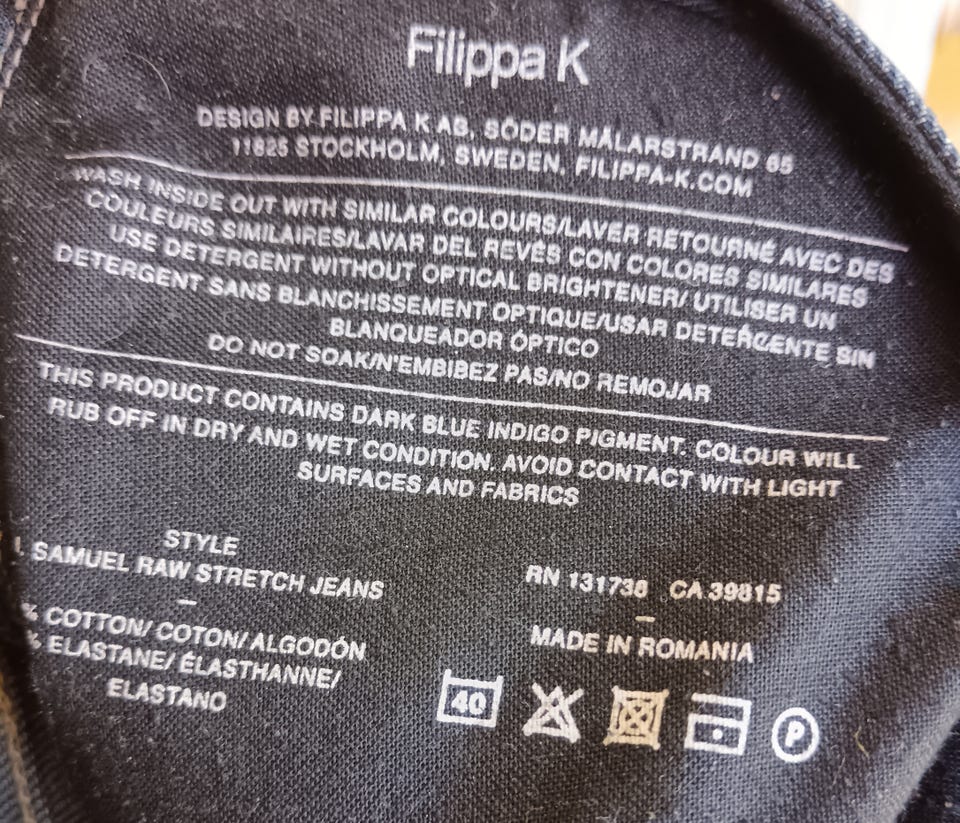 Filippa K
DESIGN BY FILIPPA K AB, SÖDER MÄLARSTRAND 65
11825 STOCKHOLM, SWEDEN, FILIPPA-K.COM
WASH INSIDE OUT WITH SIMILAR COLOURS/LAVER RETOURNÉ AVEC DES
COULEURS SIMILAIRES/LAVAR DEL REVÉS CON COLORES SIMILARES
USE DETERGENT WITHOUT OPTICAL BRIGHTENER/ UTILISER UN
DETERGENT SANS BLANCHISSEMENT OPTIQUE/USAR DETERGENTE SIN
BLANQUEADOR ÓPTICO
DO NOT SOAK/N'EMBIBEZ PAS/NO REMOJAR
THIS PRODUCT CONTAINS DARK BLUE INDIGO PIGMENT. COLOUR WILL
RUB OFF IN DRY AND WET CONDITION. AVOID CONTACT WITH LIGHT
SURFACES AND FABRICS
STYLE
SAMUEL RAW STRETCH JEANS
% COTTON/ COTON/ ALGODÓN
% ELASTANE/ ÉLASTHANNE/
ELASTANO
RN 131736 CA 39815
MADE IN ROMANIA
40
P